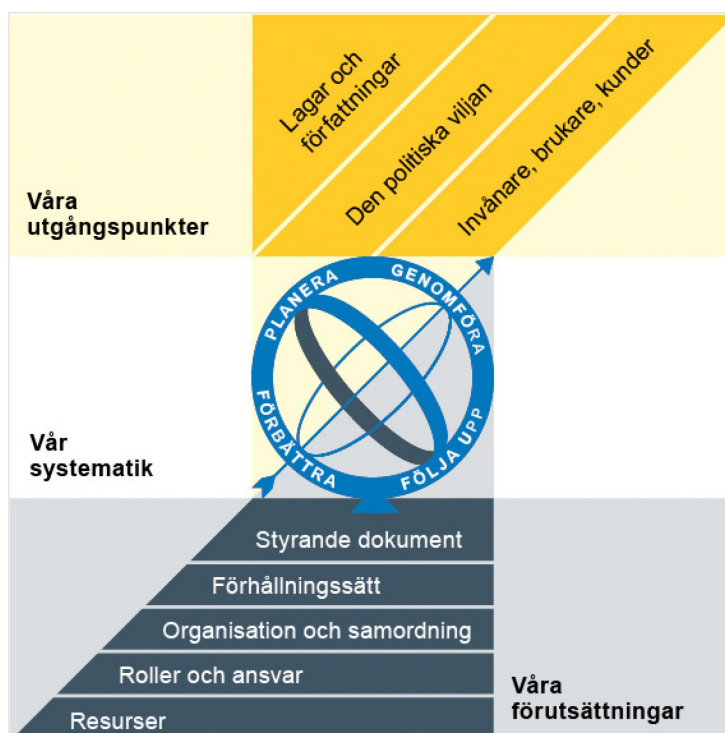 Lagar och
författningar
Den politiska viljan
Invånare, brukare, kunder
Våra
utgångspunkter
PLANERA
GENOMFÖRA
FÖLJA UPP
FÖRBÄTTRA
Vår
systematik
Styrande dokument
Förhållningssätt
Organisation och samordning
Roller och ansvar
Resurser
Våra
förutsättningar